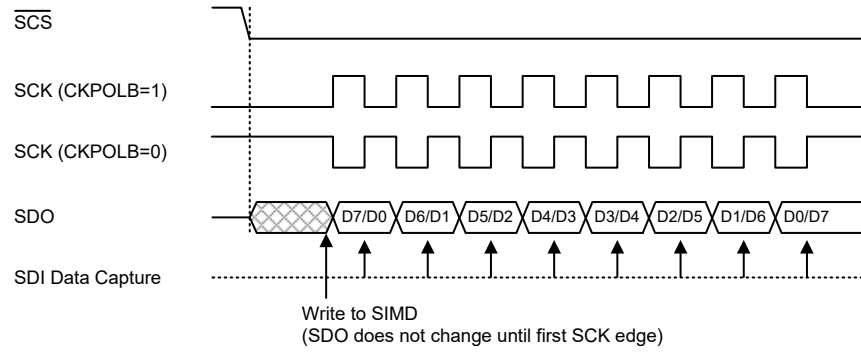 SCS
SCK (CKPOLB=1)
SCK (CKPOLB=0)
SDO D7/D0 D6/D1 D5/D2 D4/D3 D3/D4 D2/D5 D1/D6 D0/D7
SDI Data Capture
Write to SIMD
(SDO does not change until first SCK edge)